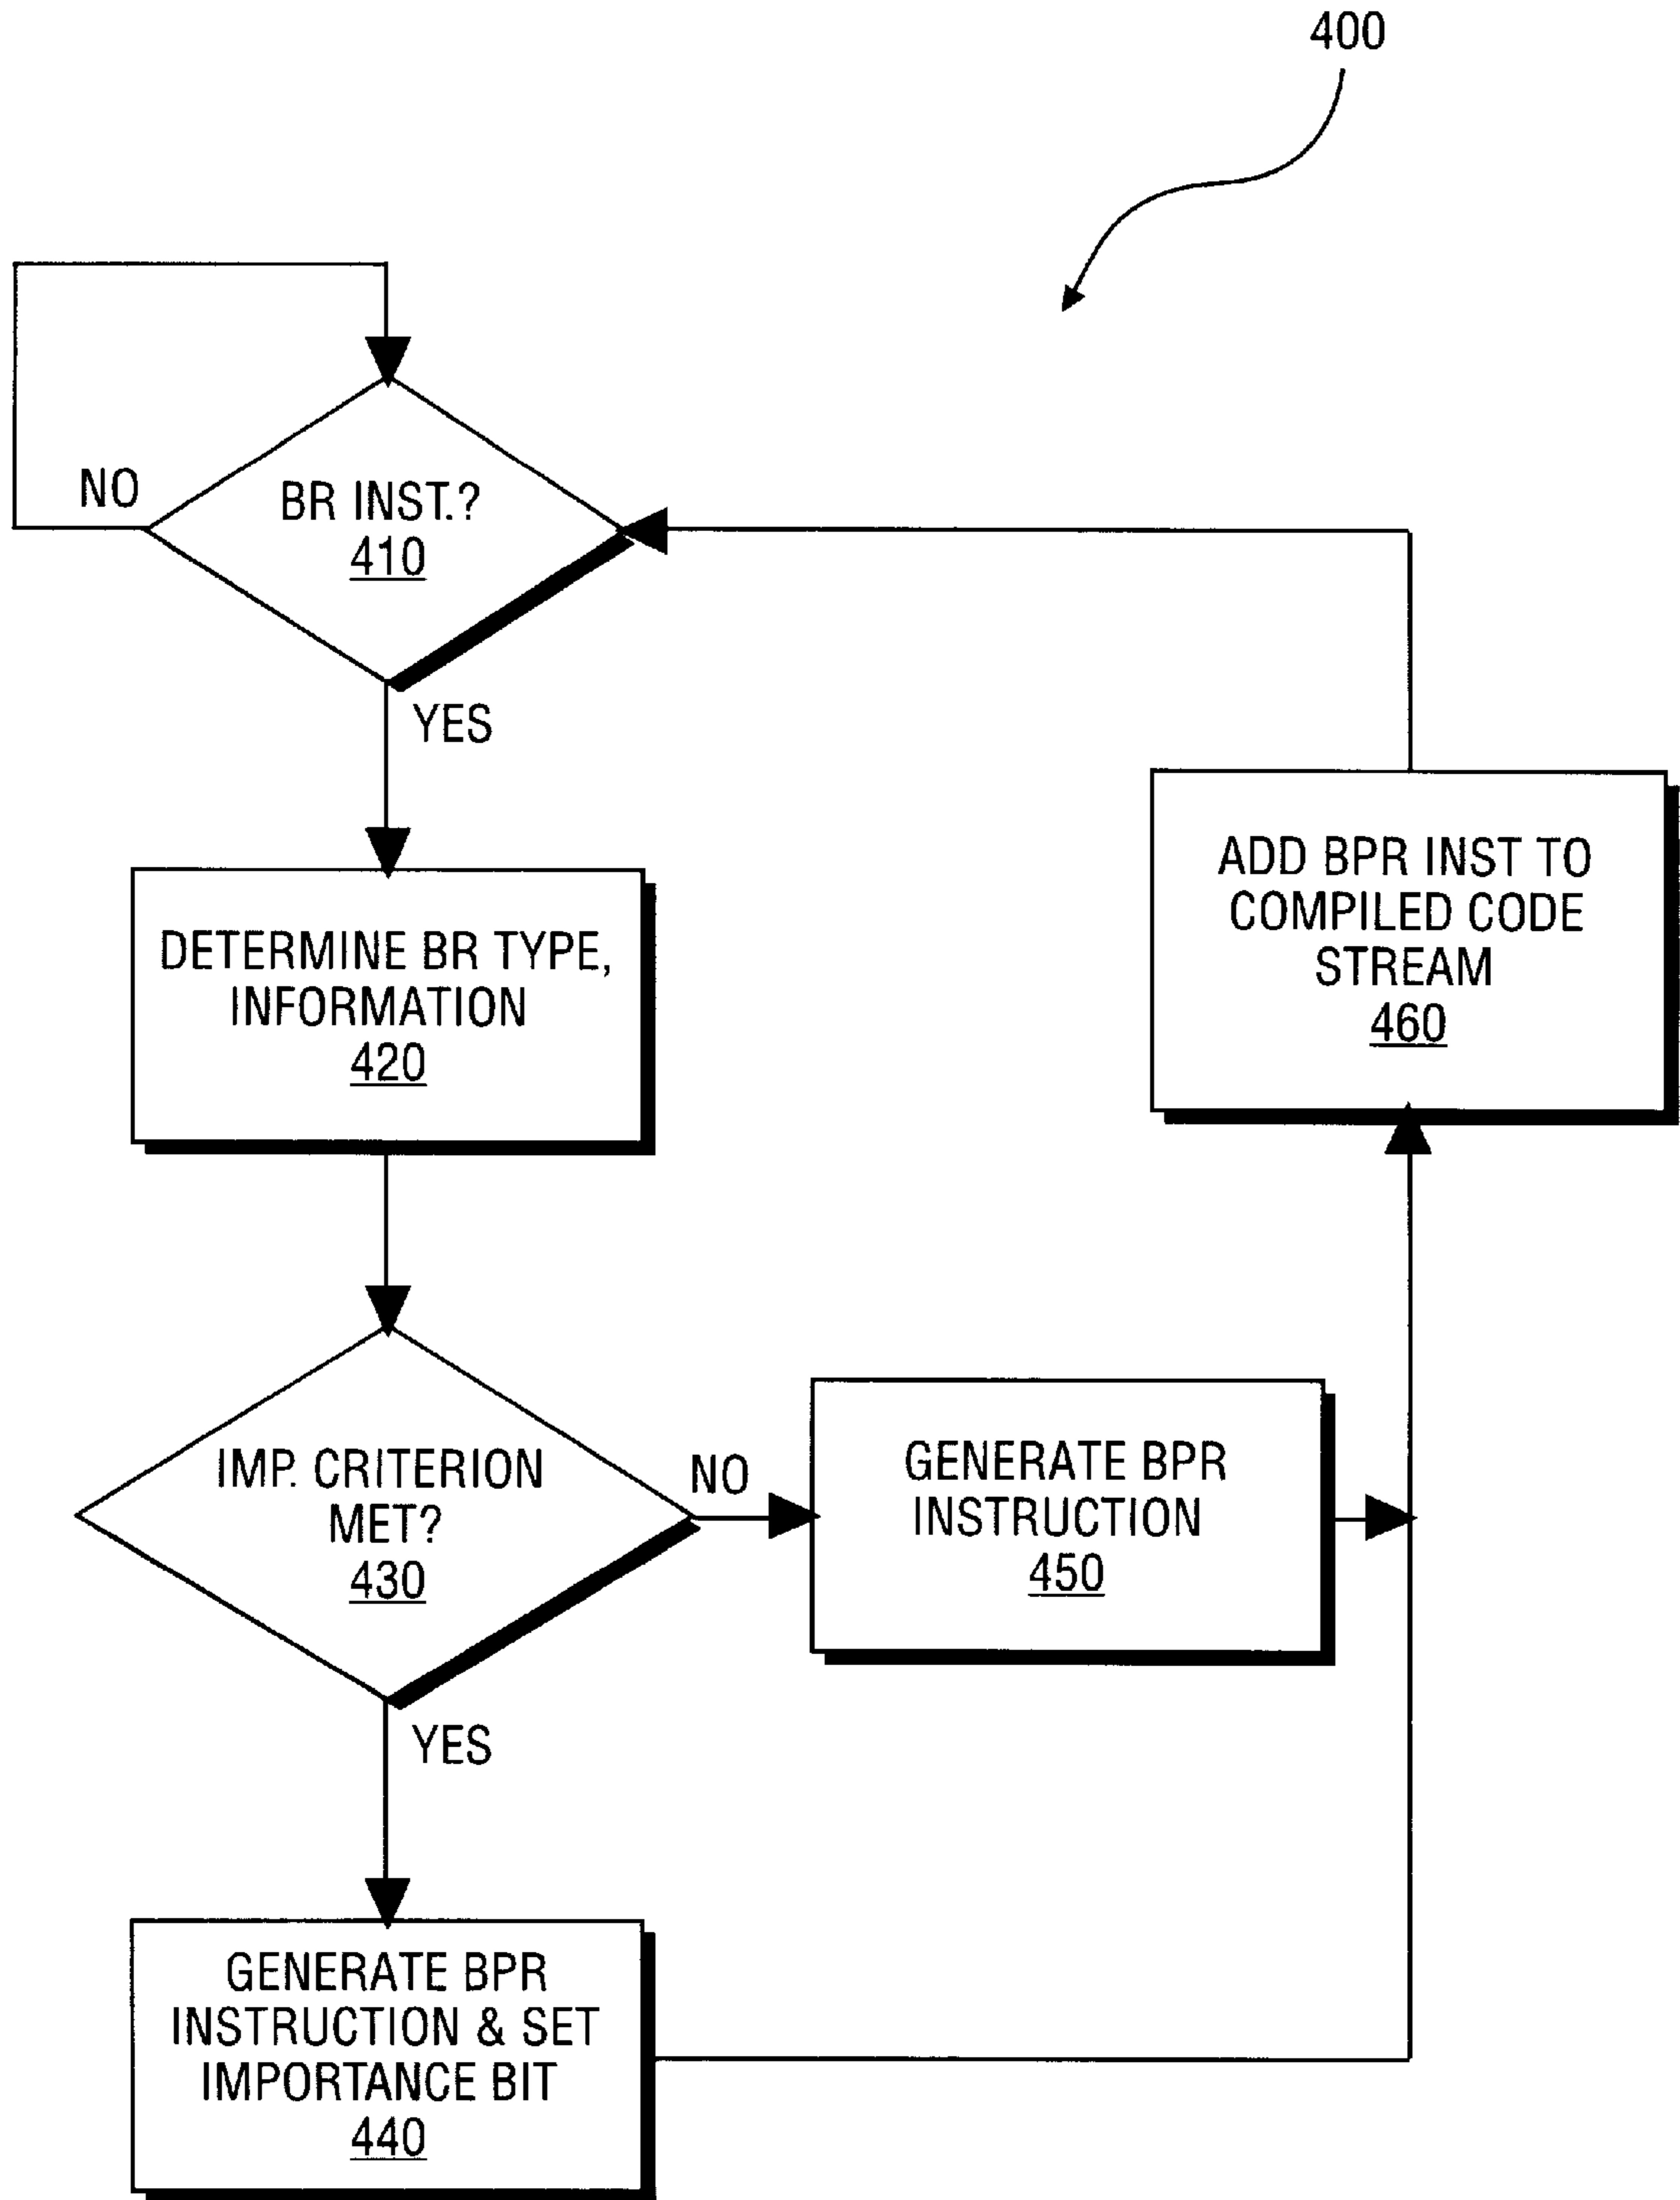 400
NO
BR INST.?
410
YES
DETERMINE BR TYPE,
INFORMATION
420
ADD BPR INST TO
COMPILED CODE
STREAM
460
IMP. CRITERION
MET?
430
NO
GENERATE BPR
INSTRUCTION
450
YES
GENERATE BPR
INSTRUCTION & SET
IMPORTANCE BIT
440